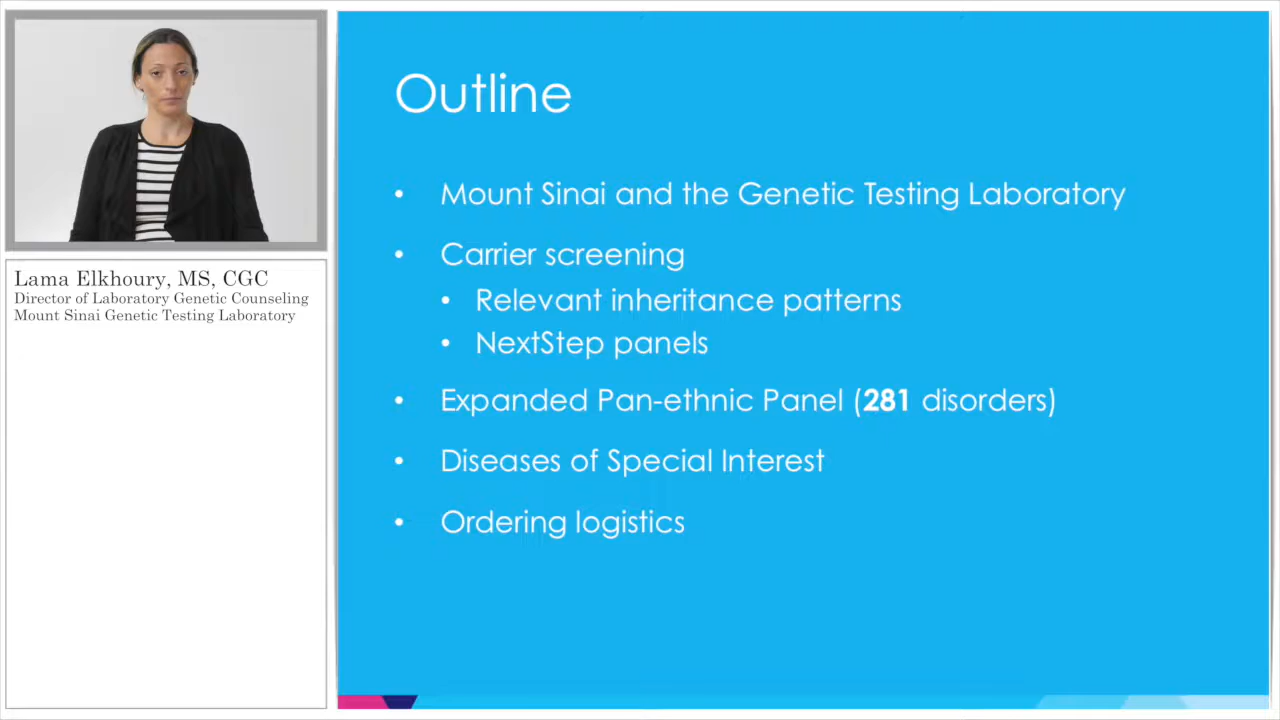 Lama Elkhoury, MS, CGC
Director of Laboratory Genetic Counseling
Mount Sinai Genetic Testing Laboratory
Outline
• Mount Sinai and the Genetic Testing Laboratory
• Carrier screening
• Relevant inheritance patterns
• NextStep panels
• Expanded Pan-ethnic Panel (281 disorders)
• Diseases of Special Interest
• Ordering logistics